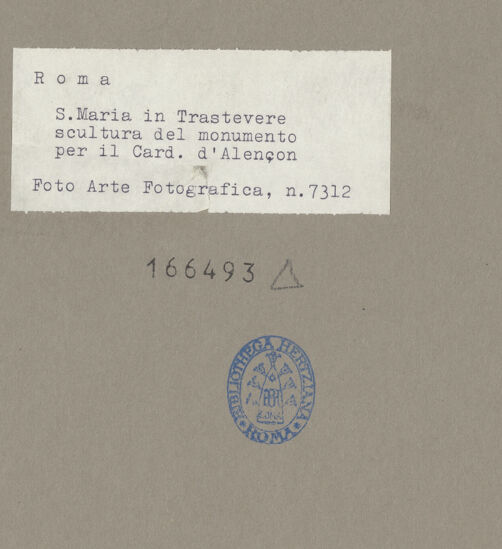 R o m a
S.Maria in Trastevere
scultura del monumento
per il Card. d'Alençon
Foto Arte Fotografica, n.7312
166493
BIBLIOTHECA HERTZIANA
* ROMA *